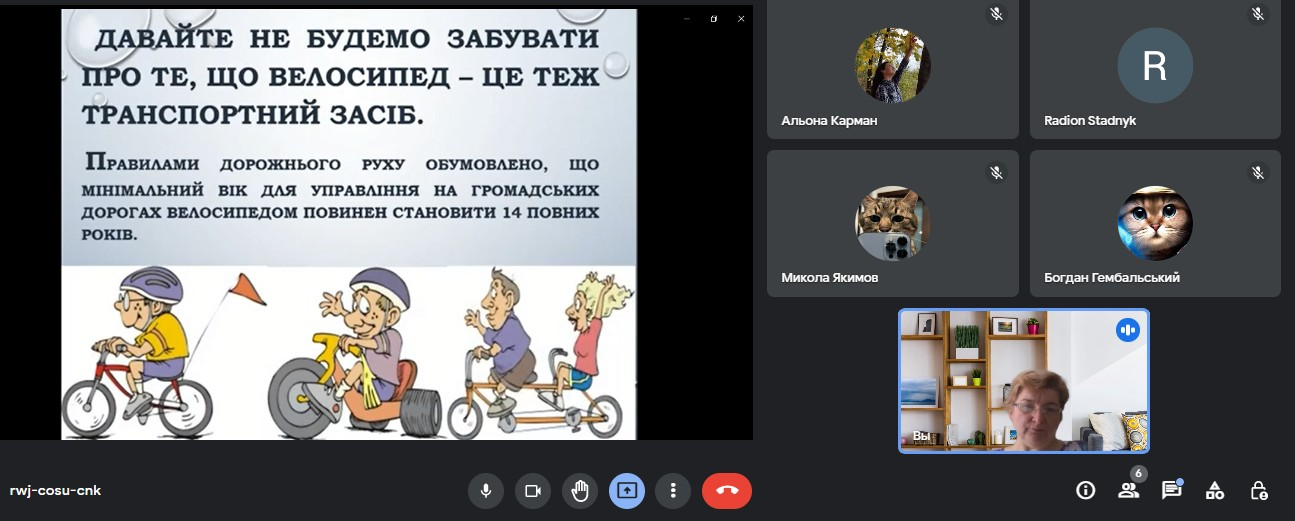 ДАВАЙТЕ НЕ БУДЕМО ЗАБУВАТИ
ПРО ТЕ, ЩО ВЕЛОСИПЕД – ЦЕ ТЕЖ
ТРАНСПОРТНИЙ ЗАСІБ.
ПРАВИЛАМИ ДОРОЖНЬОГО РУХУ ОБУМОВЛЕНО, ЩО
МІНІМАЛЬНИЙ ВІК ДЛЯ УПРАВЛІННЯ НА ГРОМАДСЬКИХ
ДОРОГАХ ВЕЛОСИПЕДОМ ПОВИНЕН СТАНОВИТИ 14 ПОВНИХ
РОКІВ.
Альона Карман
R
Radion Stadnyk
Микола Якимов
Богдан Гембальський
Вы
rwj-cosu-cnk
6